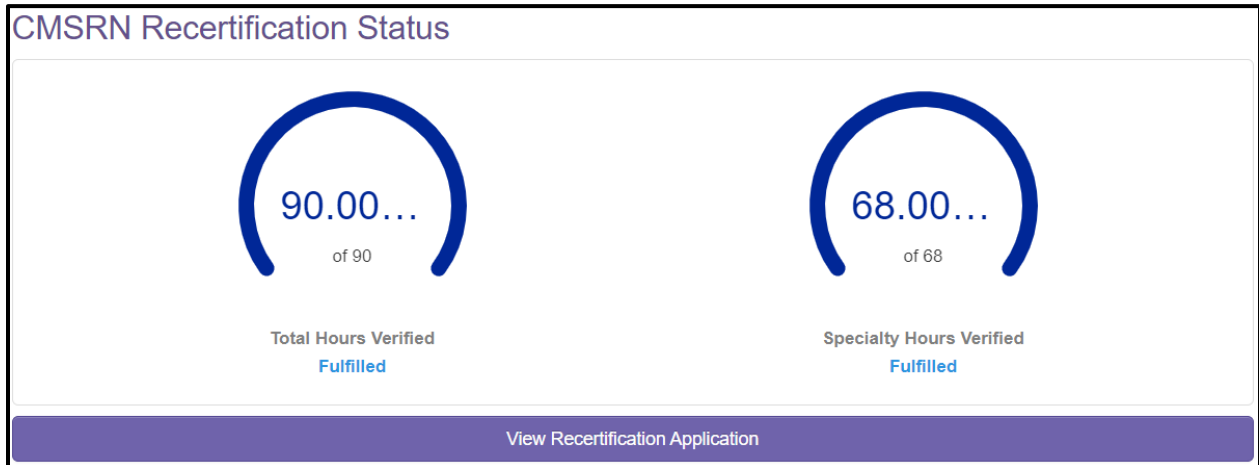 CMSRN Recertification Status
90.00...
of 90
Total Hours Verified
Fulfilled
68.00...
of 68
Specialty Hours Verified
Fulfilled
View Recertification Application